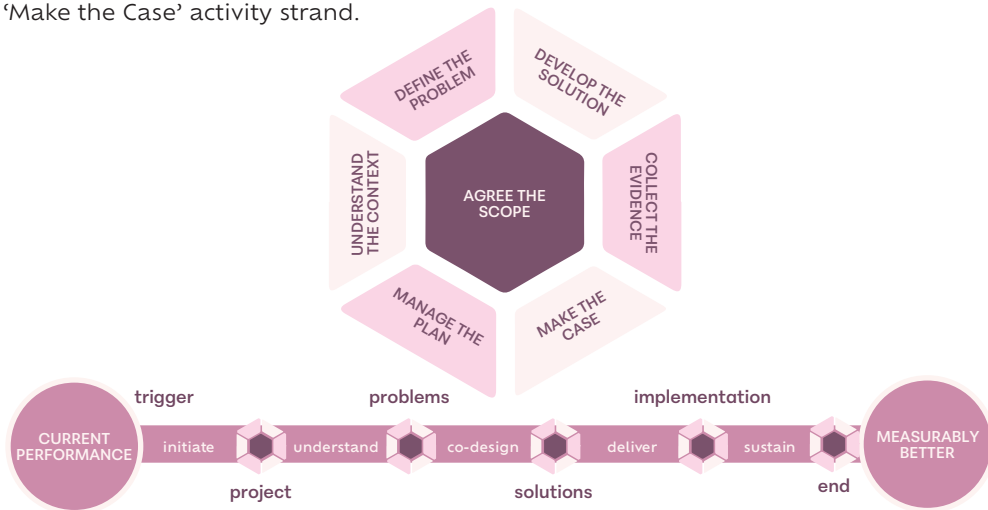 ‘Make the Case’ activity strand.
DEFINE THE
PROBLEM
DEVELOP THE
SOLUTION
UNDERSTAND
THE CONTEXT
AGREE THE
SCOPE
COLLECT THE
EVIDENCE
MANAGE THE
PLAN
MAKE THE
CASE
trigger
problems
implementation
CURRENT
PERFORMANCE
initiate
understand
co-design
deliver
sustain
MEASURABLY
BETTER
project
solutions
end